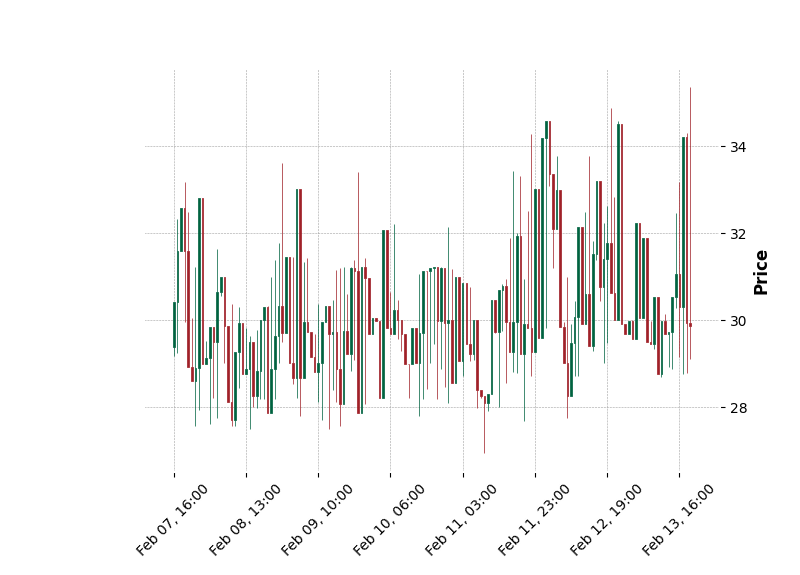 34
32
Price
30
28
Feb 07, 16:00
Feb 08, 13:00
Feb 09, 10:00
Feb 10, 06:00
Feb 11, 03:00
Feb 11, 23:00
Feb 12, 19:00
Feb 13, 16:00